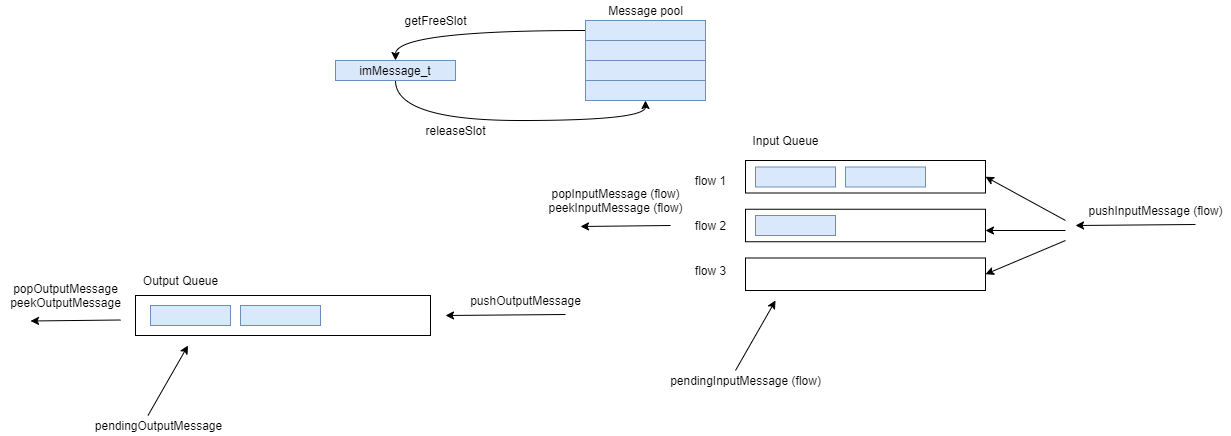 Message pool
getFreeSlot
imMessage_t
releaseSlot
Input Queue
flow 1
popInputMessage (flow)
peekInputMessage (flow)
flow 2
pushInputMessage (flow)
flow 3
Output Queue
popOutputMessage
peekOutputMessage
pushOutputMessage
pendingInputMessage (flow)
pendingOutputMessage